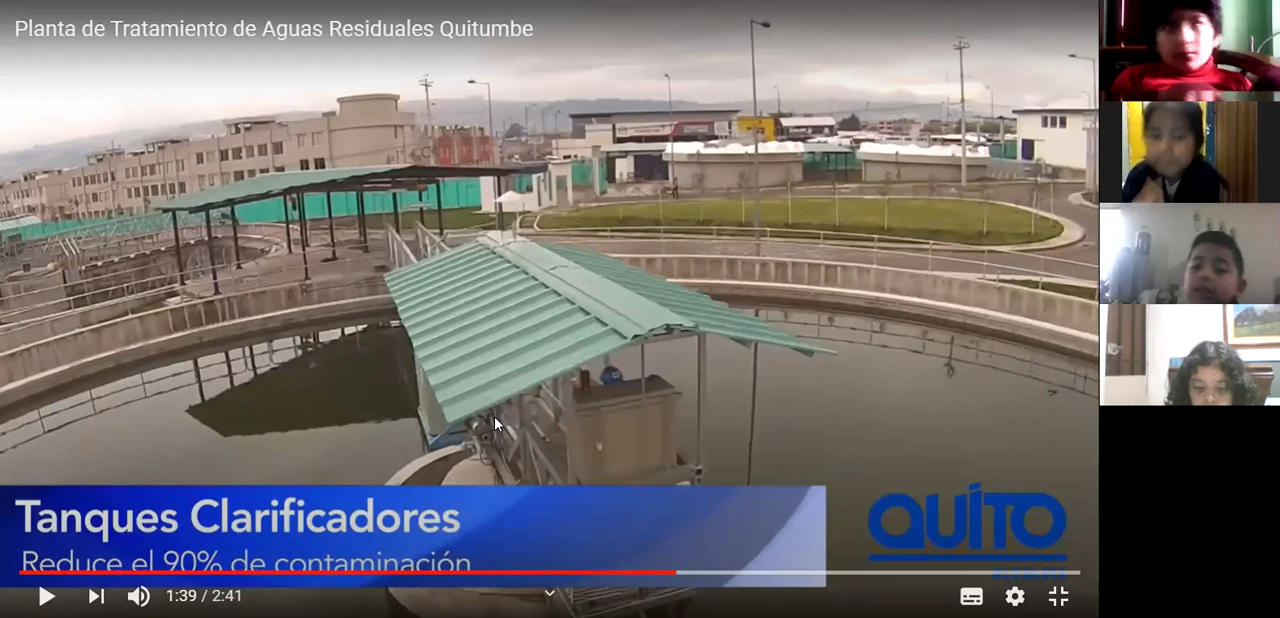 Planta de Tratamiento de Aguas Residuales Quitumbe
Tanques Clarificadores
Reduce el 90% de contaminación
QUITO
1:39 / 2:41